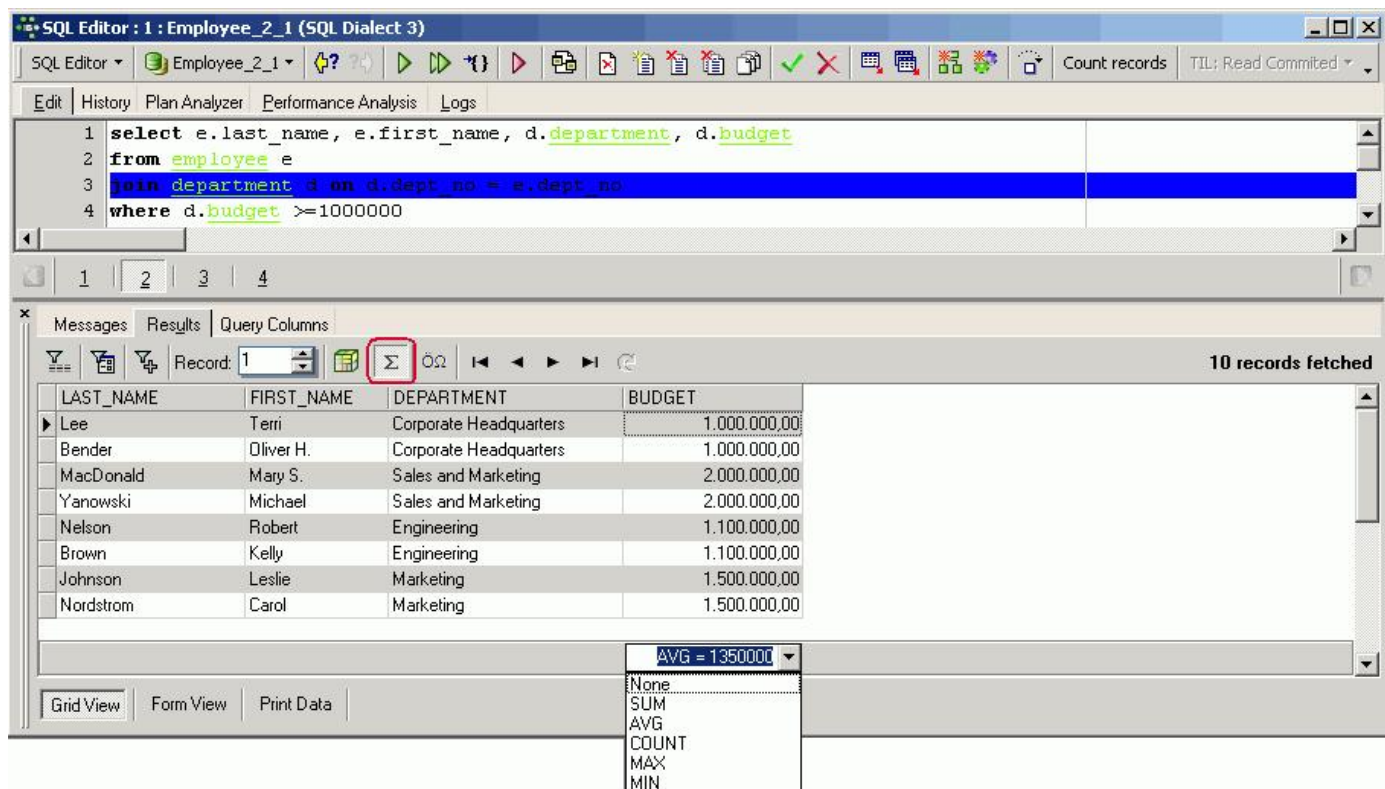 SQL Editor : 1 : Employee_2_1 (SQL Dialect 3)
SQL Editor Employee_2_1 Count records TIL: Read Commited
Edit History Plan Analyzer Performance Analysis Logs
1 select e.last_name, e.first_name, d.department, d.budget
2 from employee e
3 join department d on d.dept_no = e.dept_no
4 where d.budget >=1000000
1 2 3 4
Messages Results Query Columns
Record: 1 Σ ÖΩ 10 records fetched
LAST_NAME FIRST_NAME DEPARTMENT BUDGET
Lee Terri Corporate Headquarters 1.000.000,00
Bender Oliver H. Corporate Headquarters 1.000.000,00
MacDonald Mary S. Sales and Marketing 2.000.000,00
Yanowski Michael Sales and Marketing 2.000.000,00
Nelson Robert Engineering 1.100.000,00
Brown Kelly Engineering 1.100.000,00
Johnson Leslie Marketing 1.500.000,00
Nordstrom Carol Marketing 1.500.000,00
AVG = 1350000
None
SUM
AVG
COUNT
MAX
MIN
Grid View Form View Print Data